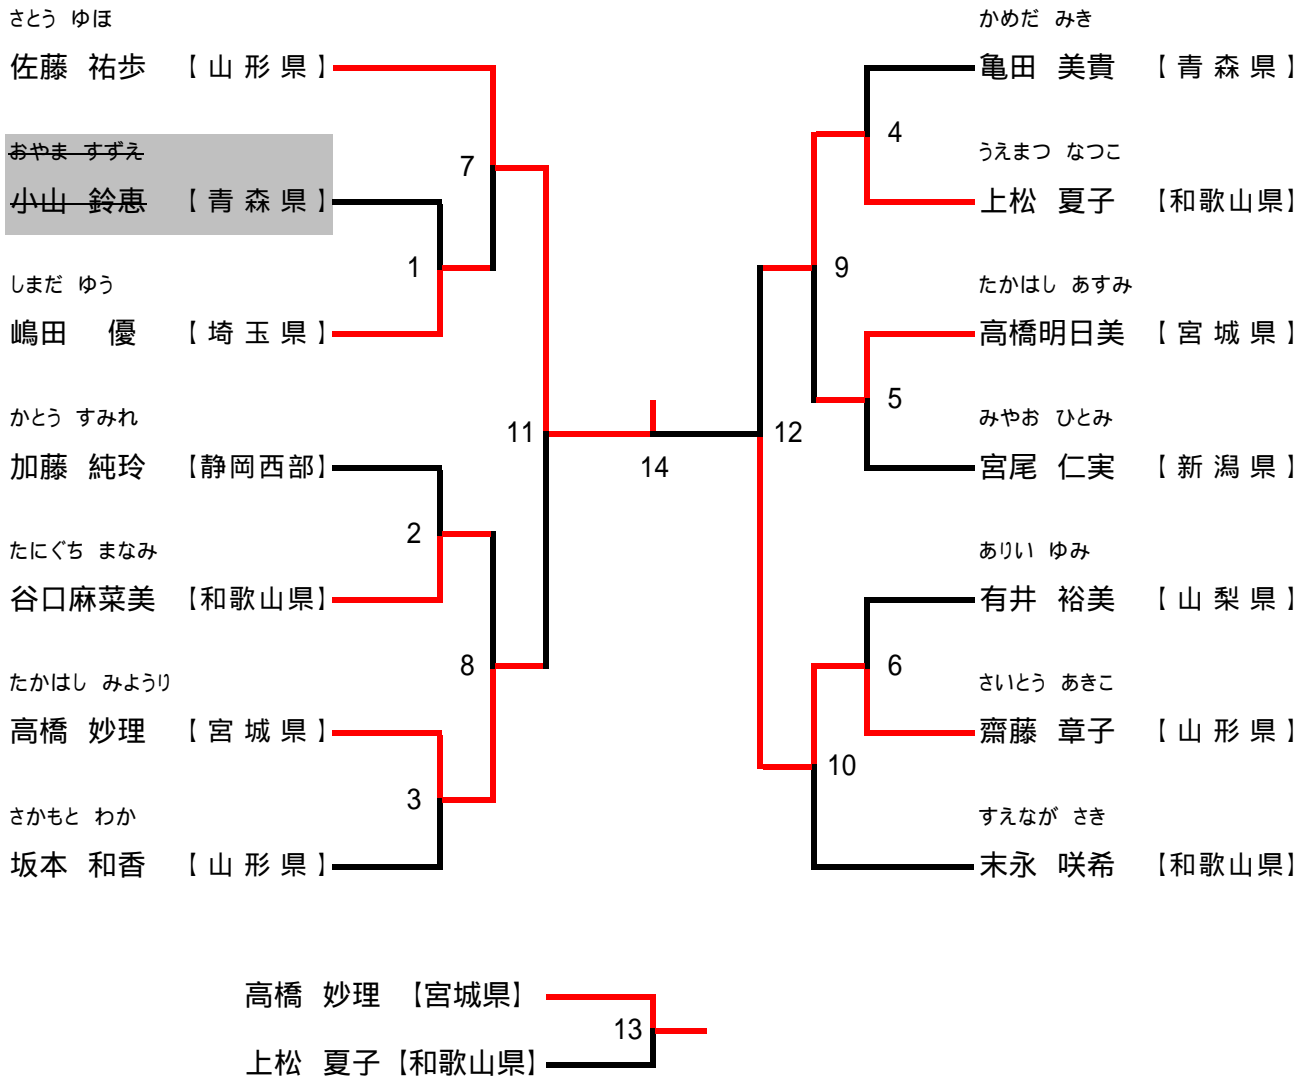 さとう ゆほ
佐藤 祐歩 【 山 形 県 】
おやま すずえ
小山 鈴恵 【 青 森 県 】
しまだ ゆう
嶋田 優 【 埼 玉 県 】
かとう すみれ
加藤 純玲 【静岡西部】
たにぐち まなみ
谷口麻菜美 【和歌山県】
たかはし みようり
高橋 妙理 【 宮 城 県 】
さかもと わか
坂本 和香 【 山 形 県 】
7
1
2
8
3
11
14
12
かめだ みき
亀田 美貴 【 青 森 県 】
うえまつ なつこ
上松 夏子 【和歌山県】
たかはし あすみ
高橋明日美 【 宮 城 県 】
みやお ひとみ
宮尾 仁実 【 新 潟 県 】
ありい ゆみ
有井 裕美 【 山 梨 県 】
さいとう あきこ
齋藤 章子 【 山 形 県 】
すえなが さき
末永 咲希 【和歌山県】
4
9
5
6
10
高橋 妙理 【宮城県】
13
上松 夏子【和歌山県】